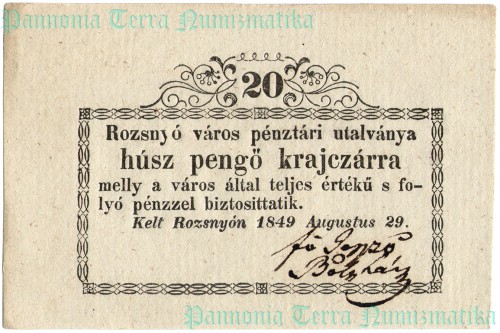 Pannonia Terra Numizmatika
20
Rozsnyó város pénztári utalványa
húsz pengő krajczárra
melly a város által teljes értékű s fo-
lyó pénzzel biztosittatik.
Kelt Rozsnyón 1849 Augustus 29.
Pannonia Terra Numizmatika